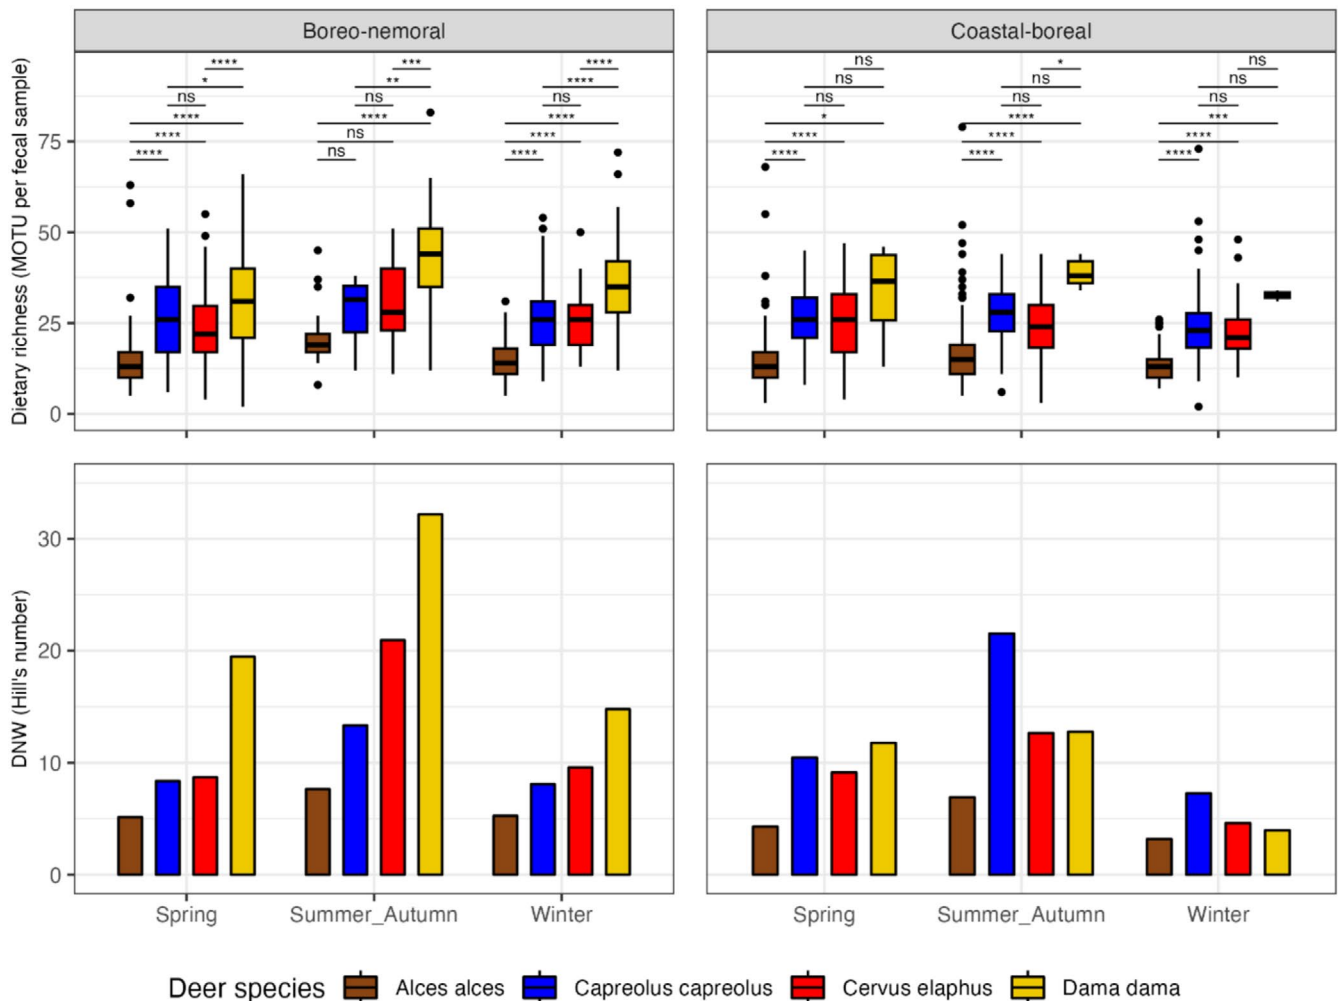 Boreo-nemoral
Coastal-boreal
Dietary richness (MOTU per fecal sample)
75
50
25
0
****
*
ns
****
****
****
***
**
ns
****
ns
ns
****
****
ns
****
****
****
ns
ns
ns
*
****
****
*
ns
ns
****
****
****
ns
ns
ns
***
****
****
DNW (Hill's number)
30
20
10
0
Spring
Summer_Autumn
Winter
Spring
Summer_Autumn
Winter
Deer species Alces alces Capreolus capreolus Cervus elaphus Dama dama